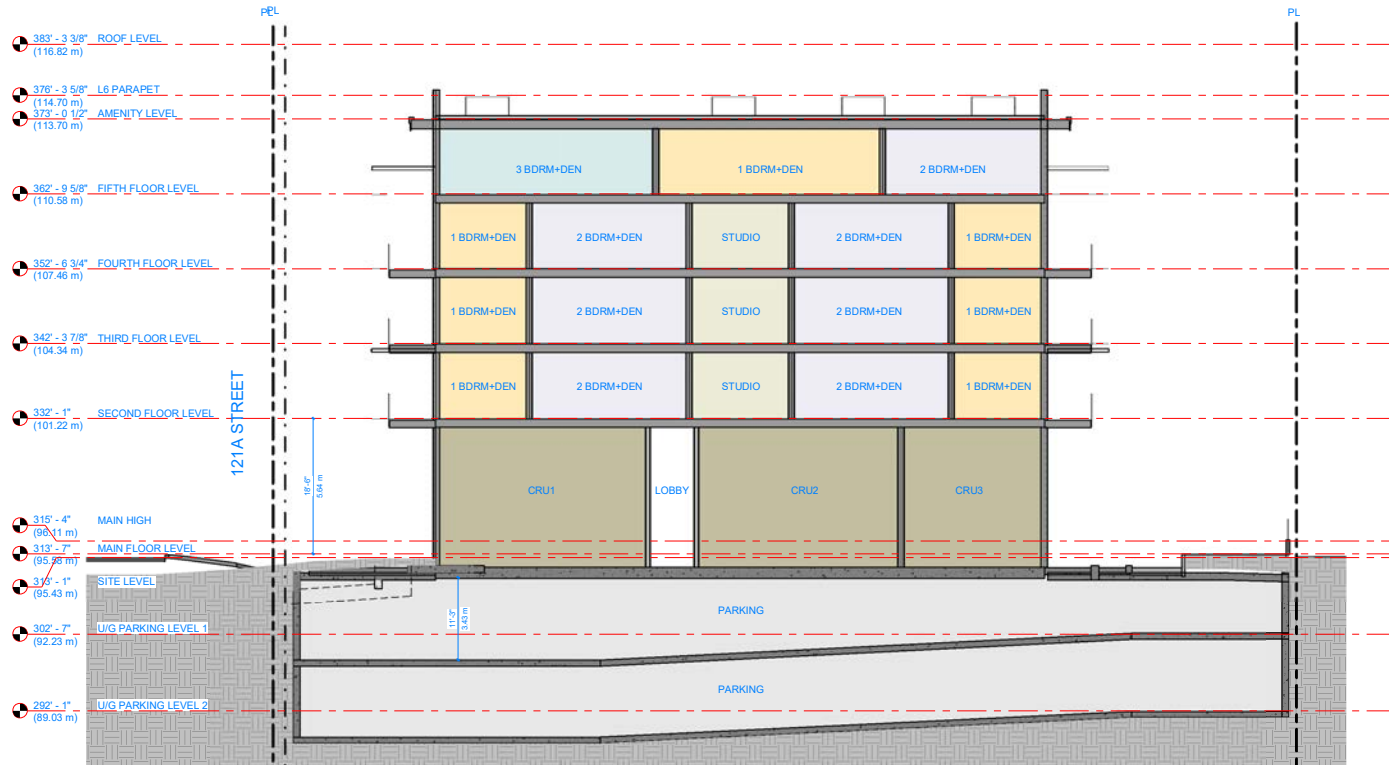 PL PL PL
383' - 3 3/8" ROOF LEVEL
(116.82 m)
376' - 3 5/8" L6 PARAPET
(114.70 m)
373' - 0 1/2" AMENITY LEVEL
(113.70 m)
3 BDRM+DEN 1 BDRM+DEN 2 BDRM+DEN
362' - 9 5/8" FIFTH FLOOR LEVEL
(110.58 m)
1 BDRM+DEN 2 BDRM+DEN STUDIO 2 BDRM+DEN 1 BDRM+DEN
352' - 6 3/4" FOURTH FLOOR LEVEL
(107.46 m)
1 BDRM+DEN 2 BDRM+DEN STUDIO 2 BDRM+DEN 1 BDRM+DEN
342' - 3 7/8" THIRD FLOOR LEVEL
(104.34 m)
1 BDRM+DEN 2 BDRM+DEN STUDIO 2 BDRM+DEN 1 BDRM+DEN
332' - 1" SECOND FLOOR LEVEL
(101.22 m)
121A STREET
18'-6"
5.64 m
CRU1 LOBBY CRU2 CRU3
315' - 4" MAIN HIGH
(96.11 m)
313' - 7" MAIN FLOOR LEVEL
(95.58 m)
313' - 1" SITE LEVEL
(95.43 m)
11'-3"
3.43 m
PARKING
302' - 7" U/G PARKING LEVEL 1
(92.23 m)
PARKING
292' - 1" U/G PARKING LEVEL 2
(89.03 m)